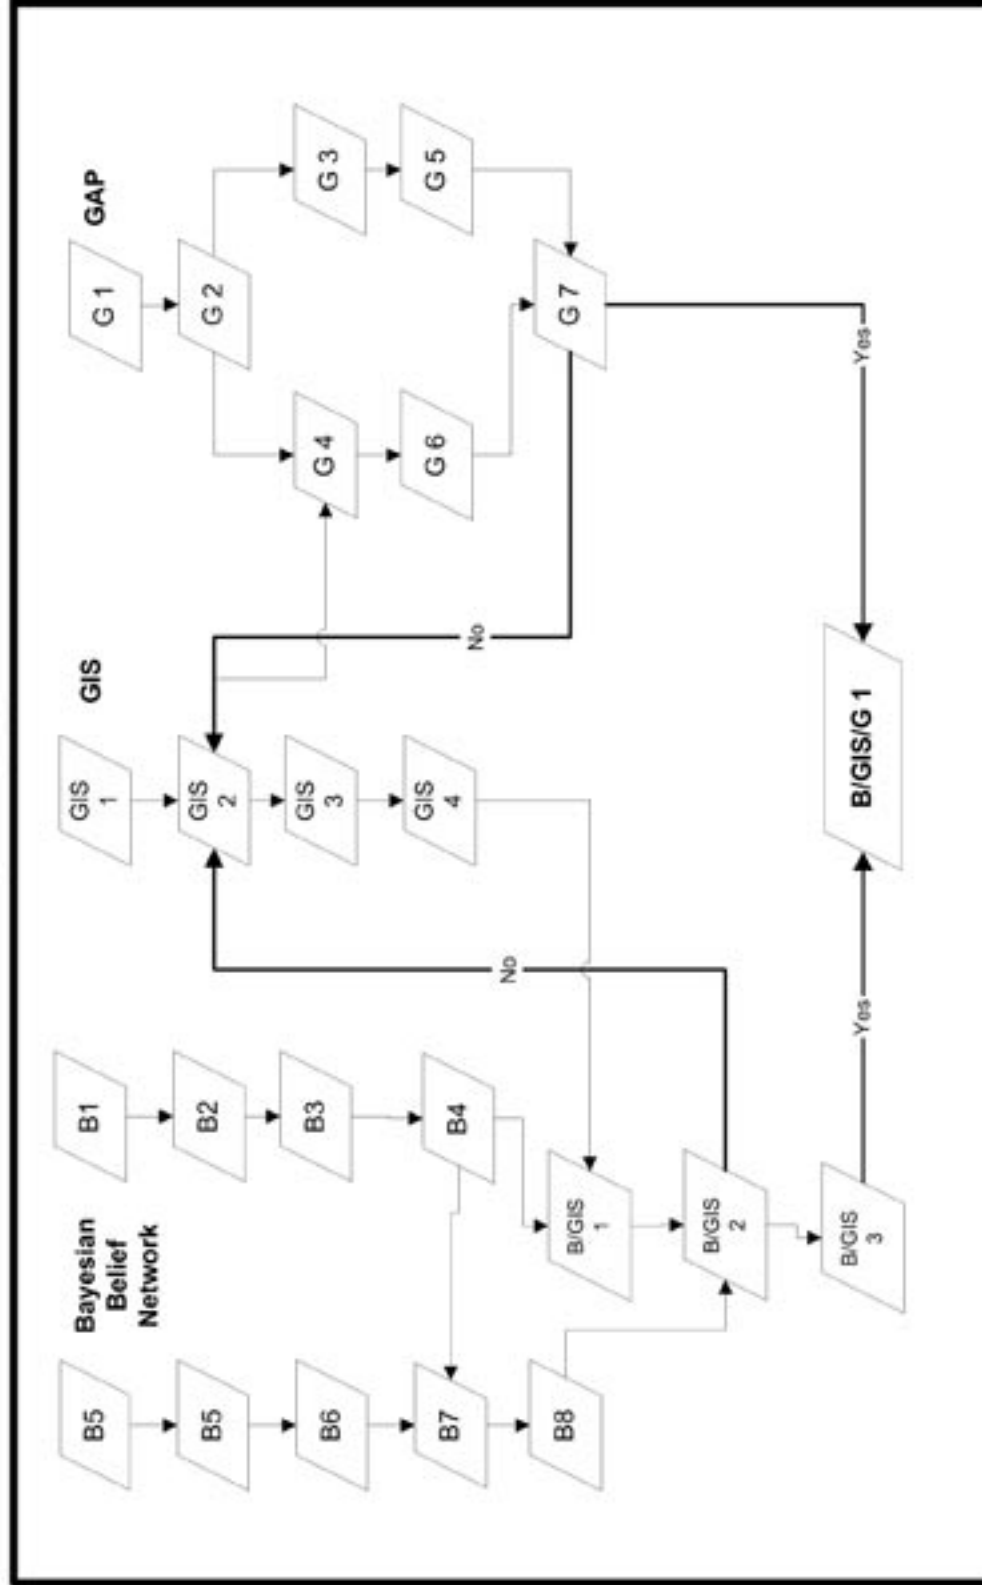 Bayesian
Belief
Network
GIS
GAP
B5
B1
GIS
1
G 1
B5
B2
GIS
2
G 2
B6
B3
GIS
3
G 4
G 3
B7
B4
GIS
4
G 6
G 5
No
No
B8
B/GIS
1
G 7
B/GIS
2
B/GIS
3
Yes
B/GIS/G 1
Yes